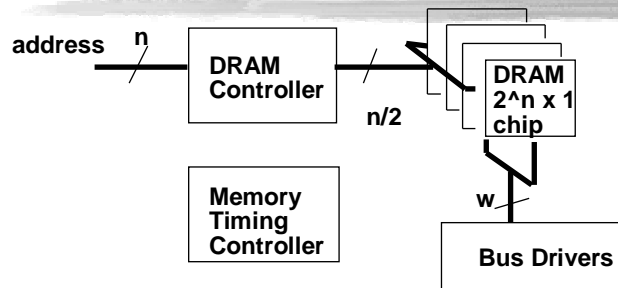 address
n
DRAM
Controller
n/2
DRAM
2^n x 1
chip
Memory
Timing
Controller
w
Bus Drivers